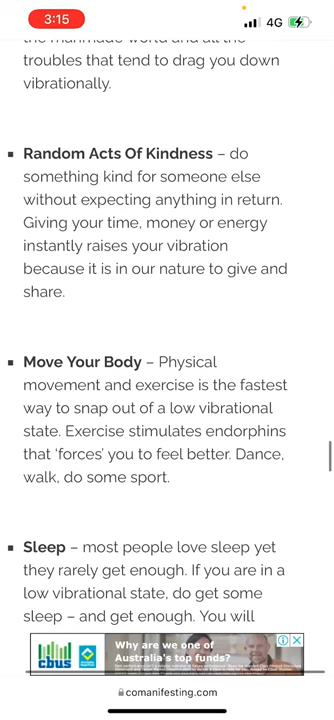 3:15
4G
the manmade world and all the
troubles that tend to drag you down
vibrationally.
▪ Random Acts Of Kindness – do
something kind for someone else
without expecting anything in return.
Giving your time, money or energy
instantly raises your vibration
because it is in our nature to give and
share.
▪ Move Your Body – Physical
movement and exercise is the fastest
way to snap out of a low vibrational
state. Exercise stimulates endorphins
that ‘forces’ you to feel better. Dance,
walk, do some sport.
▪ Sleep – most people love sleep yet
they rarely get enough. If you are in a
low vibrational state, do get some
sleep – and get enough. You will
cbus
Why are we one of
Australia's top funds?
comanifesting.com